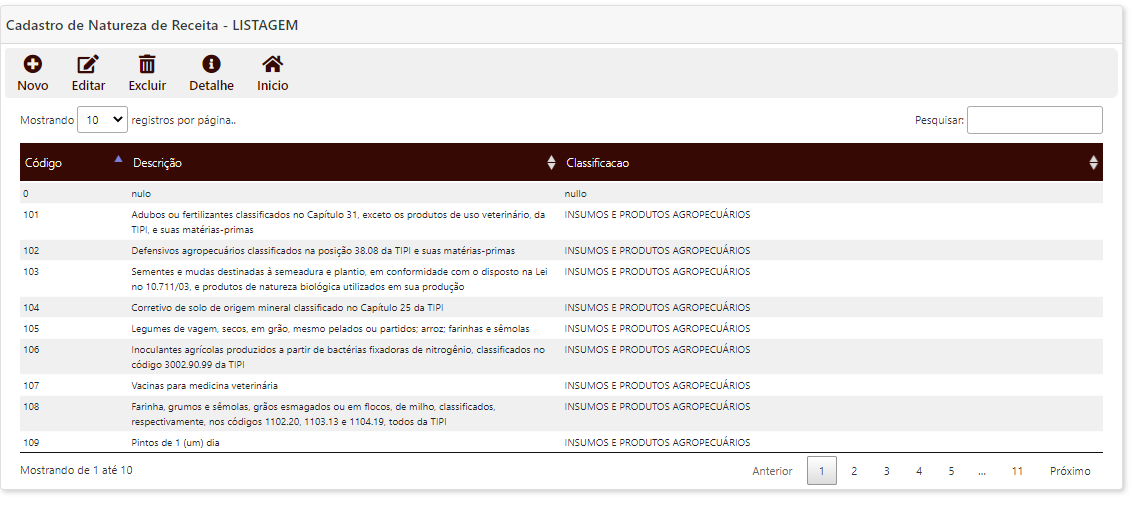 Cadastro de Natureza de Receita - LISTAGEM
Novo Editar Excluir Detalhe Inicio
Mostrando 10 registros por página.. Pesquisar:
Código Descrição Classificacao
0 nulo nullo
101 Adubos ou fertilizantes classificados no Capítulo 31, exceto os produtos de uso veterinário, da INSUMOS E PRODUTOS AGROPECUÁRIOS
TIPI, e suas matérias-primas
102 Defensivos agropecuários classificados na posição 38.08 da TIPI e suas matérias-primas INSUMOS E PRODUTOS AGROPECUÁRIOS
103 Sementes e mudas destinadas à semeadura e plantio, em conformidade com o disposto na Lei INSUMOS E PRODUTOS AGROPECUÁRIOS
no 10.711/03, e produtos de natureza biológica utilizados em sua produção
104 Corretivo de solo de origem mineral classificado no Capítulo 25 da TIPI INSUMOS E PRODUTOS AGROPECUÁRIOS
105 Legumes de vagem, secos, em grão, mesmo pelados ou partidos; arroz; farinhas e sêmolas INSUMOS E PRODUTOS AGROPECUÁRIOS
106 Inoculantes agrícolas produzidos a partir de bactérias fixadoras de nitrogênio, classificados no INSUMOS E PRODUTOS AGROPECUÁRIOS
código 3002.90.99 da TIPI
107 Vacinas para medicina veterinária INSUMOS E PRODUTOS AGROPECUÁRIOS
108 Farinha, grumos e sêmolas, grãos esmagados ou em flocos, de milho, classificados, INSUMOS E PRODUTOS AGROPECUÁRIOS
respectivamente, nos códigos 1102.20, 1103.13 e 1104.19, todos da TIPI
109 Pintos de 1 (um) dia INSUMOS E PRODUTOS AGROPECUÁRIOS
Mostrando de 1 até 10 Anterior 1 2 3 4 5 ... 11 Próximo